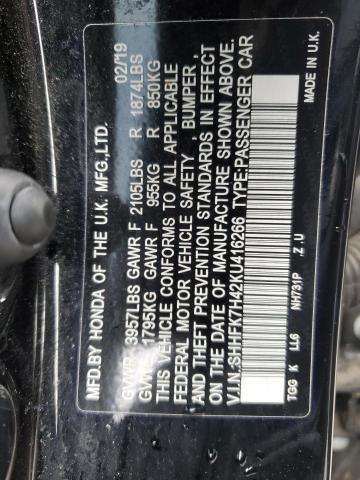 MFD.BY HONDA OF THE U.K. MFG.,LTD. 02/19
GVWR 3957LBS GAWR F 2105LBS R 1874LBS
GVWR 1795KG GAWR F 955KG R 850KG
THIS VEHICLE CONFORMS TO ALL APPLICABLE
FEDERAL MOTOR VEHICLE SAFETY, BUMPER,
AND THEFT PREVENTION STANDARDS IN EFFECT
ON THE DATE OF MANUFACTURE SHOWN ABOVE.
V.I.N:SHHFK7H42KU416266 TYPE:PASSENGER CAR
TGG K LL6 NH731P Z.U MADE IN U.K.